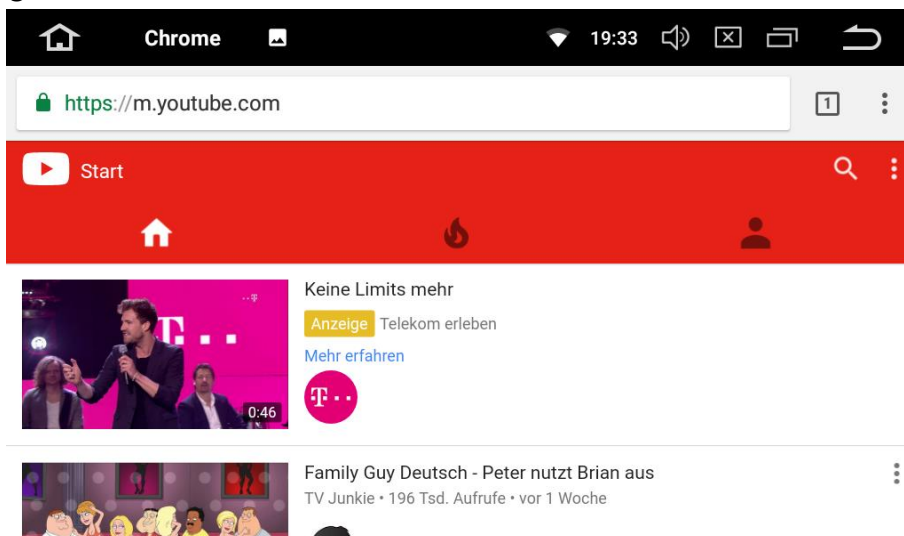 Chrome
19:33
https://m.youtube.com
1
Start
Keine Limits mehr
Anzeige Telekom erleben
Mehr erfahren
T
0:46
T
Family Guy Deutsch - Peter nutzt Brian aus
TV Junkie • 196 Tsd. Aufrufe • vor 1 Woche